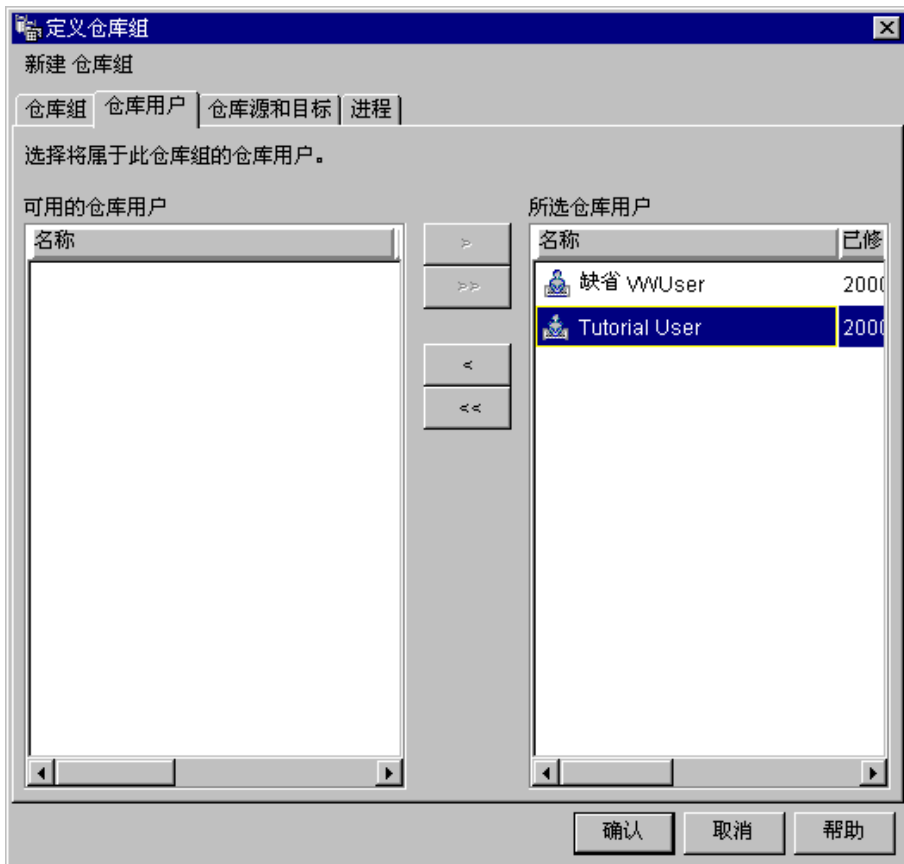 定义仓库组
新建 仓库组
仓库组 仓库用户 仓库源和目标 进程
选择将属于此仓库组的仓库用户。
可用的仓库用户
名称
>
>>
<
<<
所选仓库用户
名称 已修
缺省 VWUser 2000
Tutorial User 2000
确认 取消 帮助